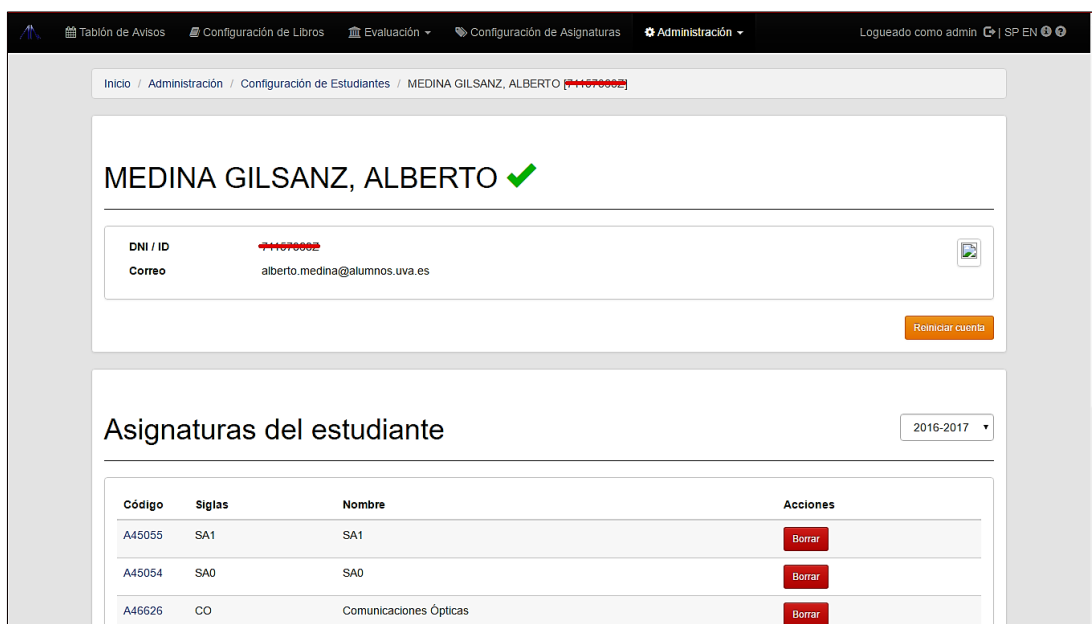 Tablón de Avisos Configuración de Libros Evaluación Configuración de Asignaturas Administración Logueado como admin | SP EN
Inicio / Administración / Configuración de Estudiantes / MEDINA GILSANZ, ALBERTO
MEDINA GILSANZ, ALBERTO
DNI / ID
Correo alberto.medina@alumnos.uva.es
Reiniciar cuenta
Asignaturas del estudiante 2016-2017
Código Siglas Nombre Acciones
A45055 SA1 SA1 Borrar
A45054 SA0 SA0 Borrar
A46626 CO Comunicaciones Ópticas Borrar